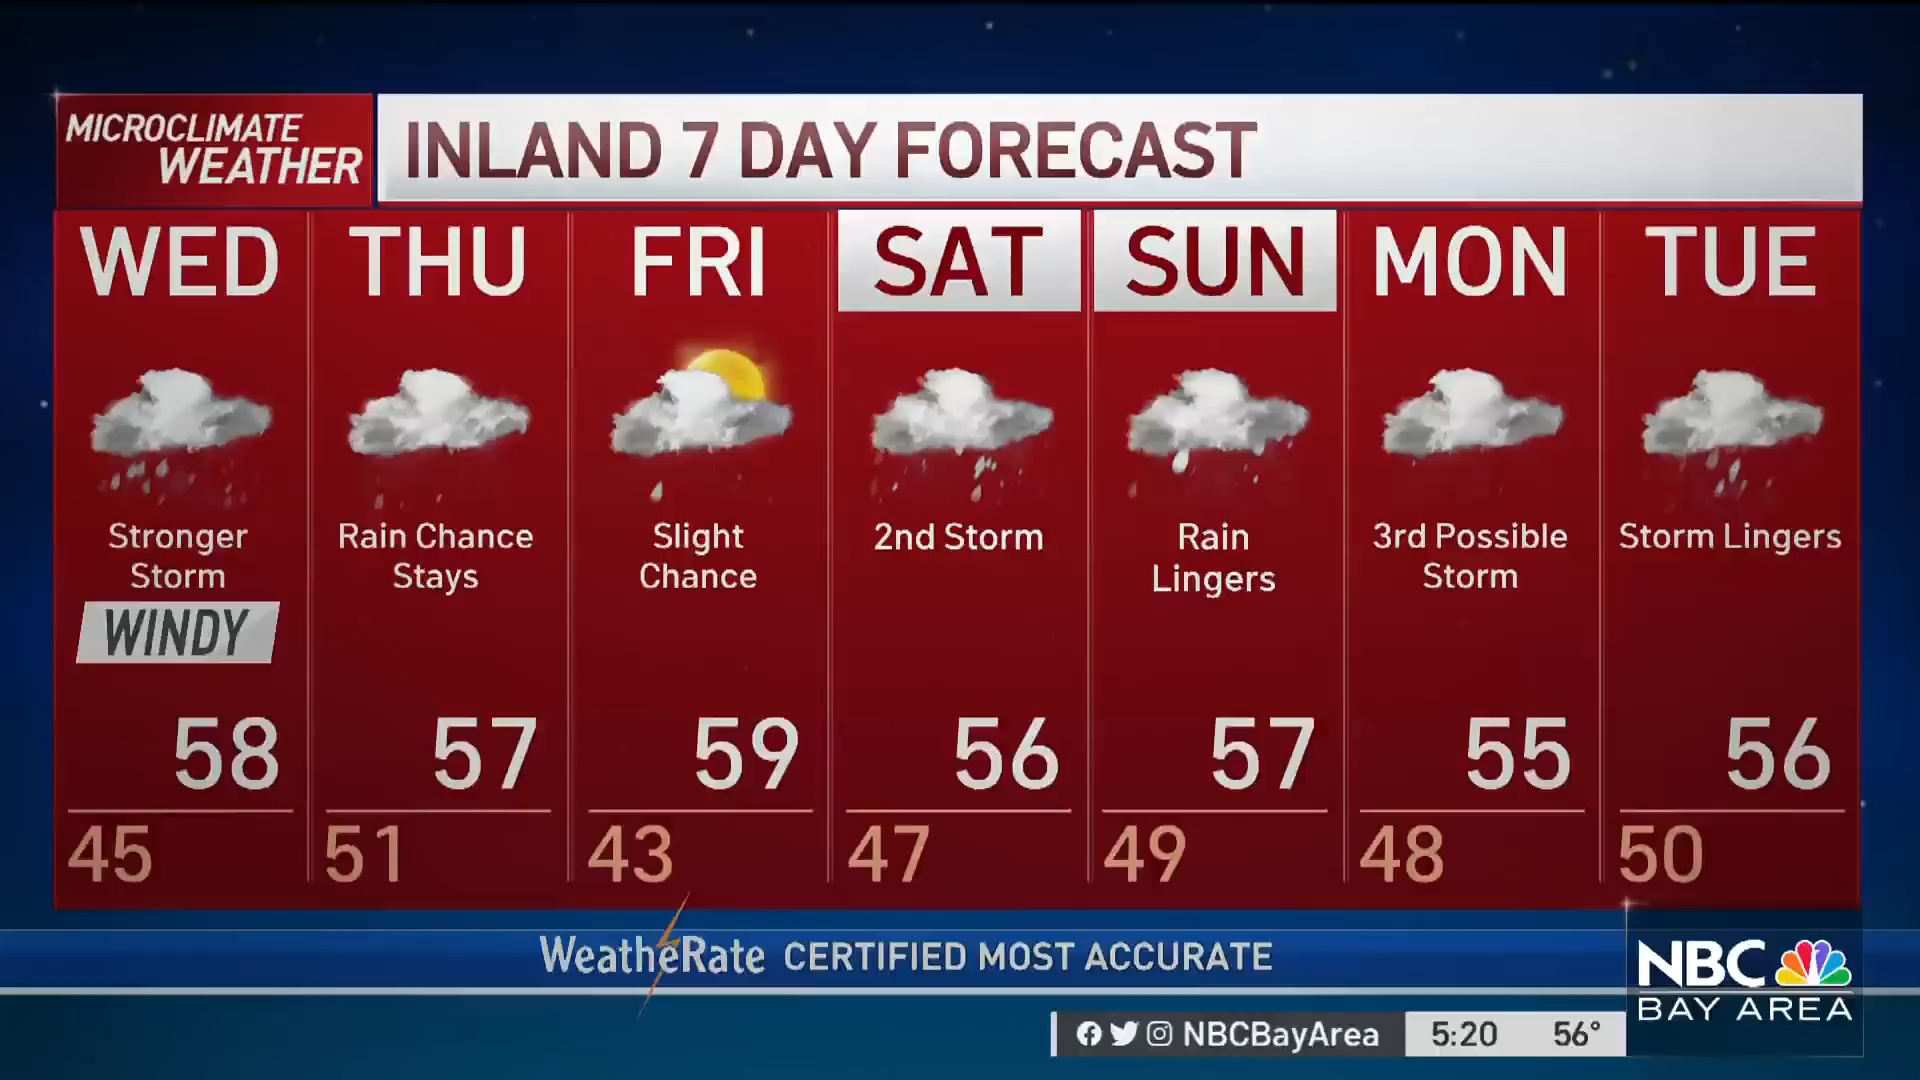 MICROCLIMATE
WEATHER
INLAND 7 DAY FORECAST
WED THU FRI SAT SUN MON TUE
Stronger
Storm
WINDY
Rain Chance
Stays
Slight
Chance
2nd Storm
Rain
Lingers
3rd Possible
Storm
Storm Lingers
58 57 59 56 57 55 56
45 51 43 47 49 48 50
WeatheRate CERTIFIED MOST ACCURATE
NBC
BAY AREA
NBCBayArea 5:20 56°